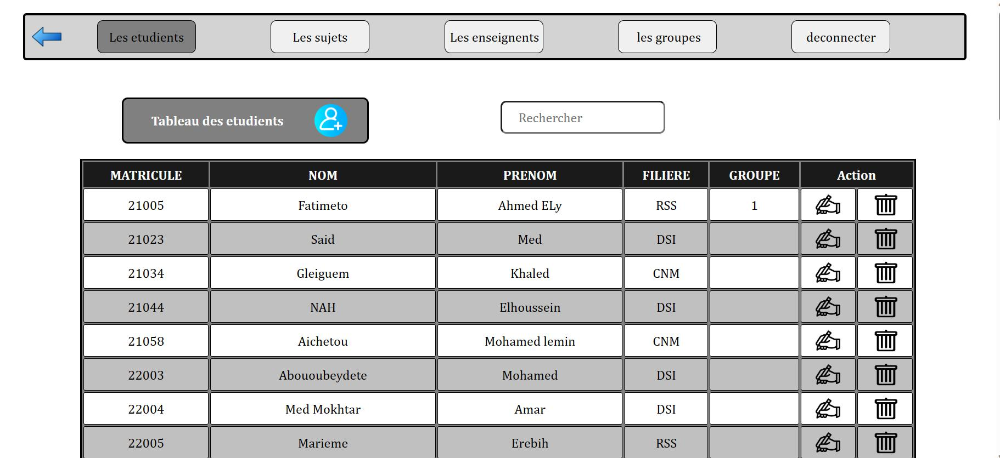 Les etudients Les sujets Les enseignents les groupes deconnecter
Tableau des etudients Rechercher
MATRICULE NOM PRENOM FILIERE GROUPE Action
21005 Fatimeto Ahmed ELy RSS 1
21023 Said Med DSI
21034 Gleiguem Khaled CNM
21044 NAH Elhoussein DSI
21058 Aichetou Mohamed lemin CNM
22003 Abououbeydete Mohamed DSI
22004 Med Mokhtar Amar DSI
22005 Marieme Erebih RSS